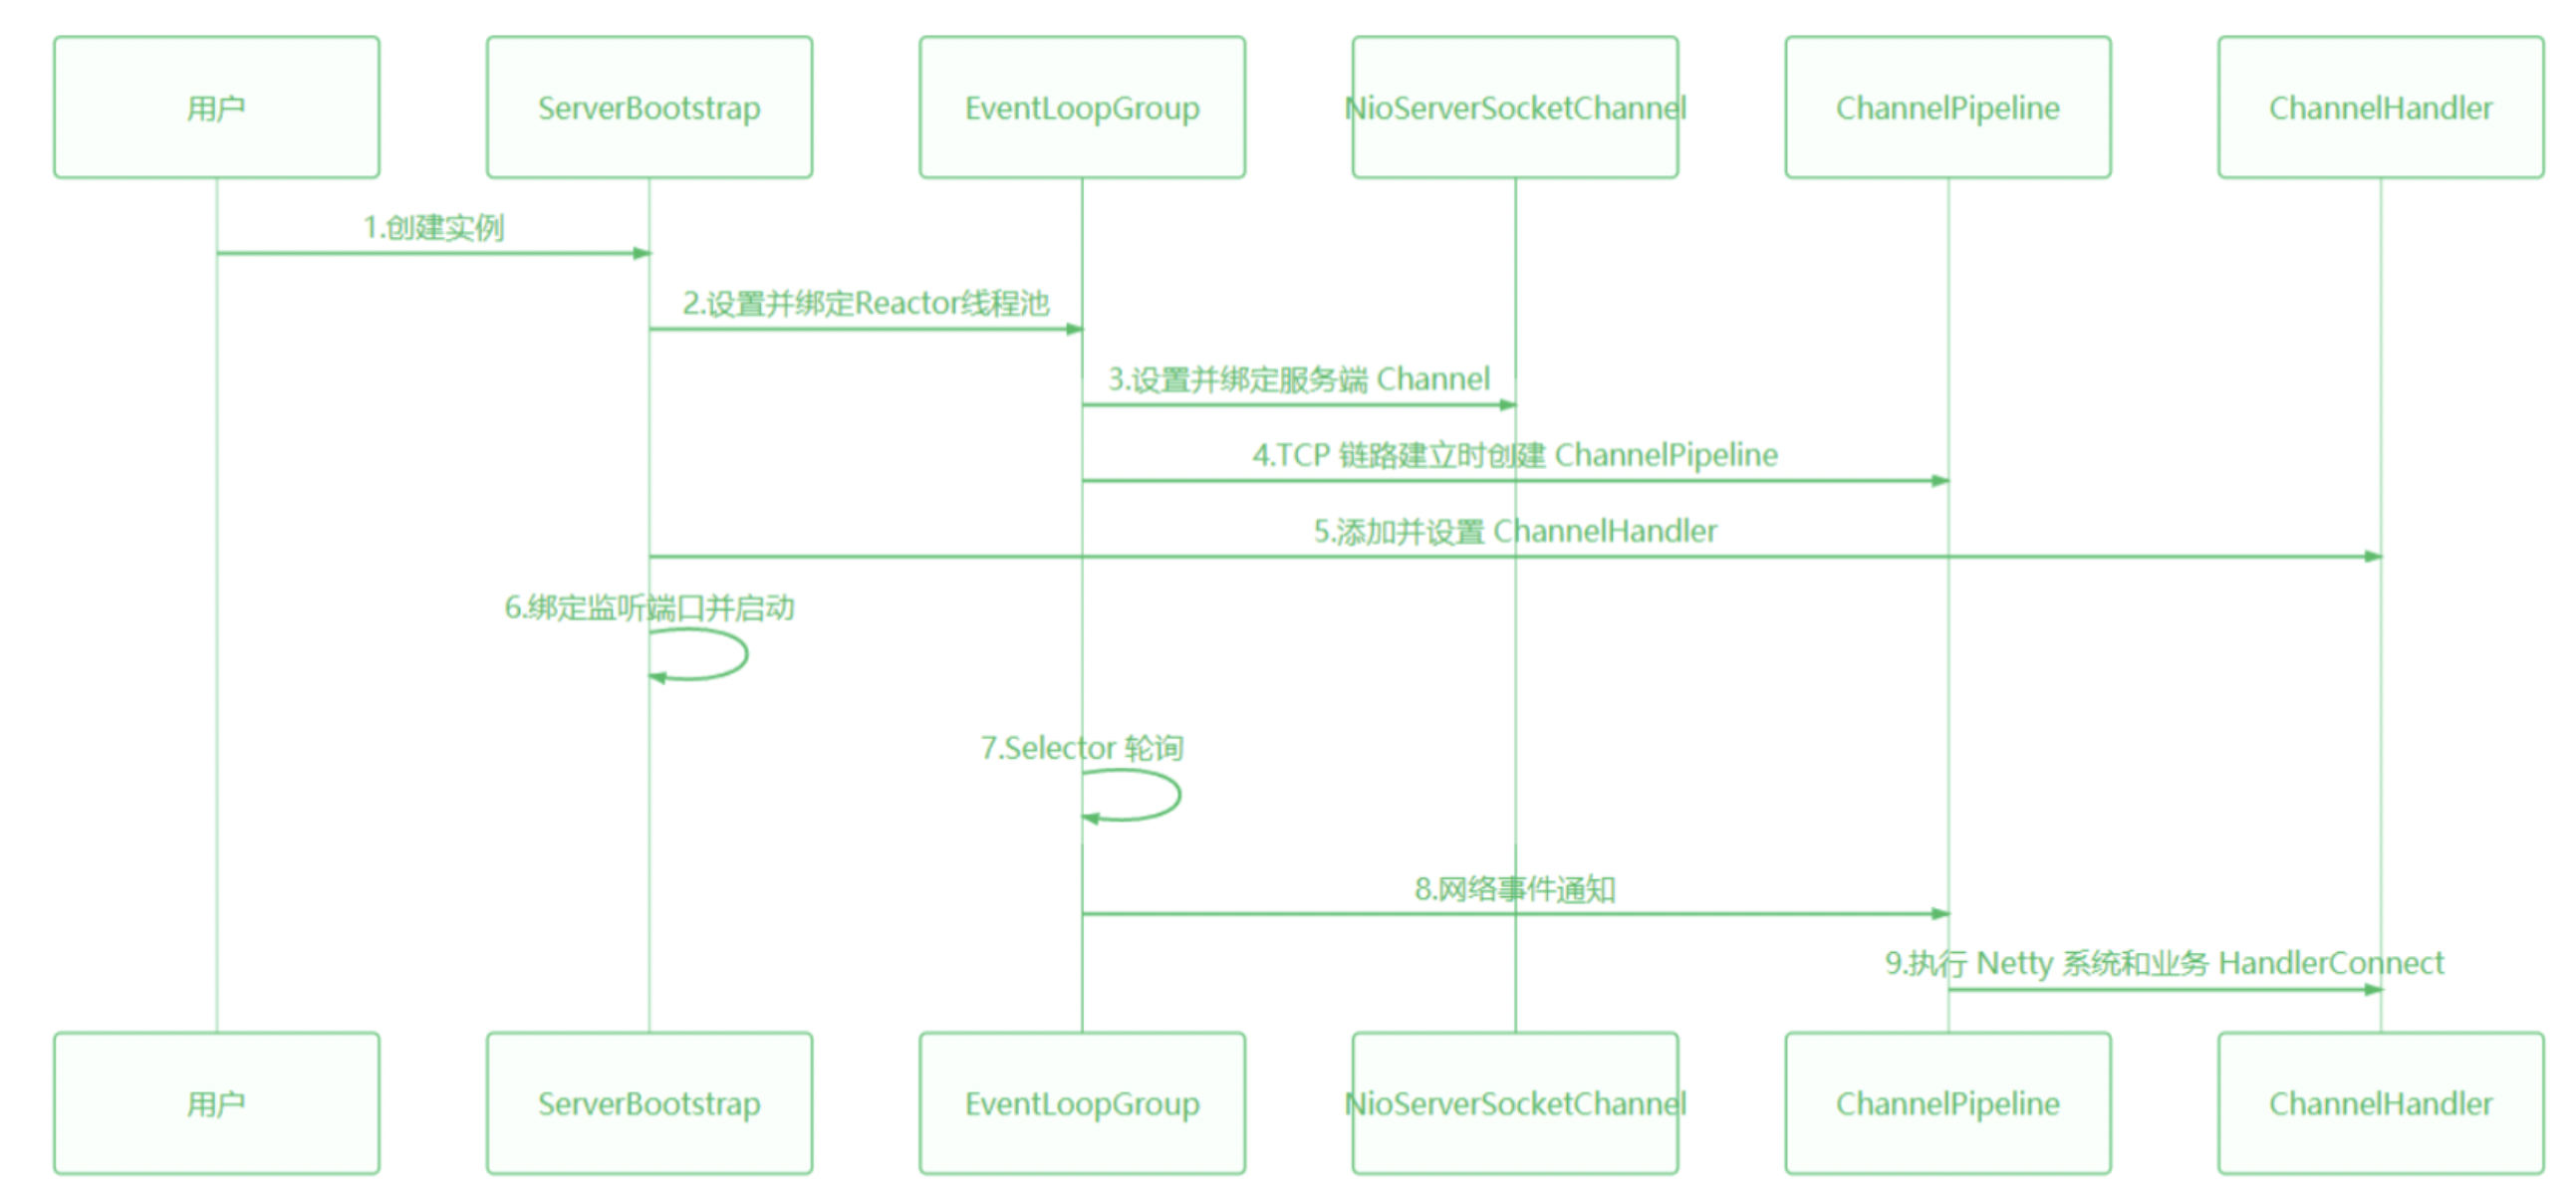 用户
ServerBootstrap
EventLoopGroup
NioServerSocketChannel
ChannelPipeline
ChannelHandler
1.创建实例
2.设置并绑定Reactor线程池
3.设置并绑定服务端 Channel
4.TCP 链路建立时创建 ChannelPipeline
5.添加并设置 ChannelHandler
6.绑定监听端口并启动
7.Selector 轮询
8.网络事件通知
9.执行 Netty 系统和业务 HandlerConnect
用户
ServerBootstrap
EventLoopGroup
NioServerSocketChannel
ChannelPipeline
ChannelHandler